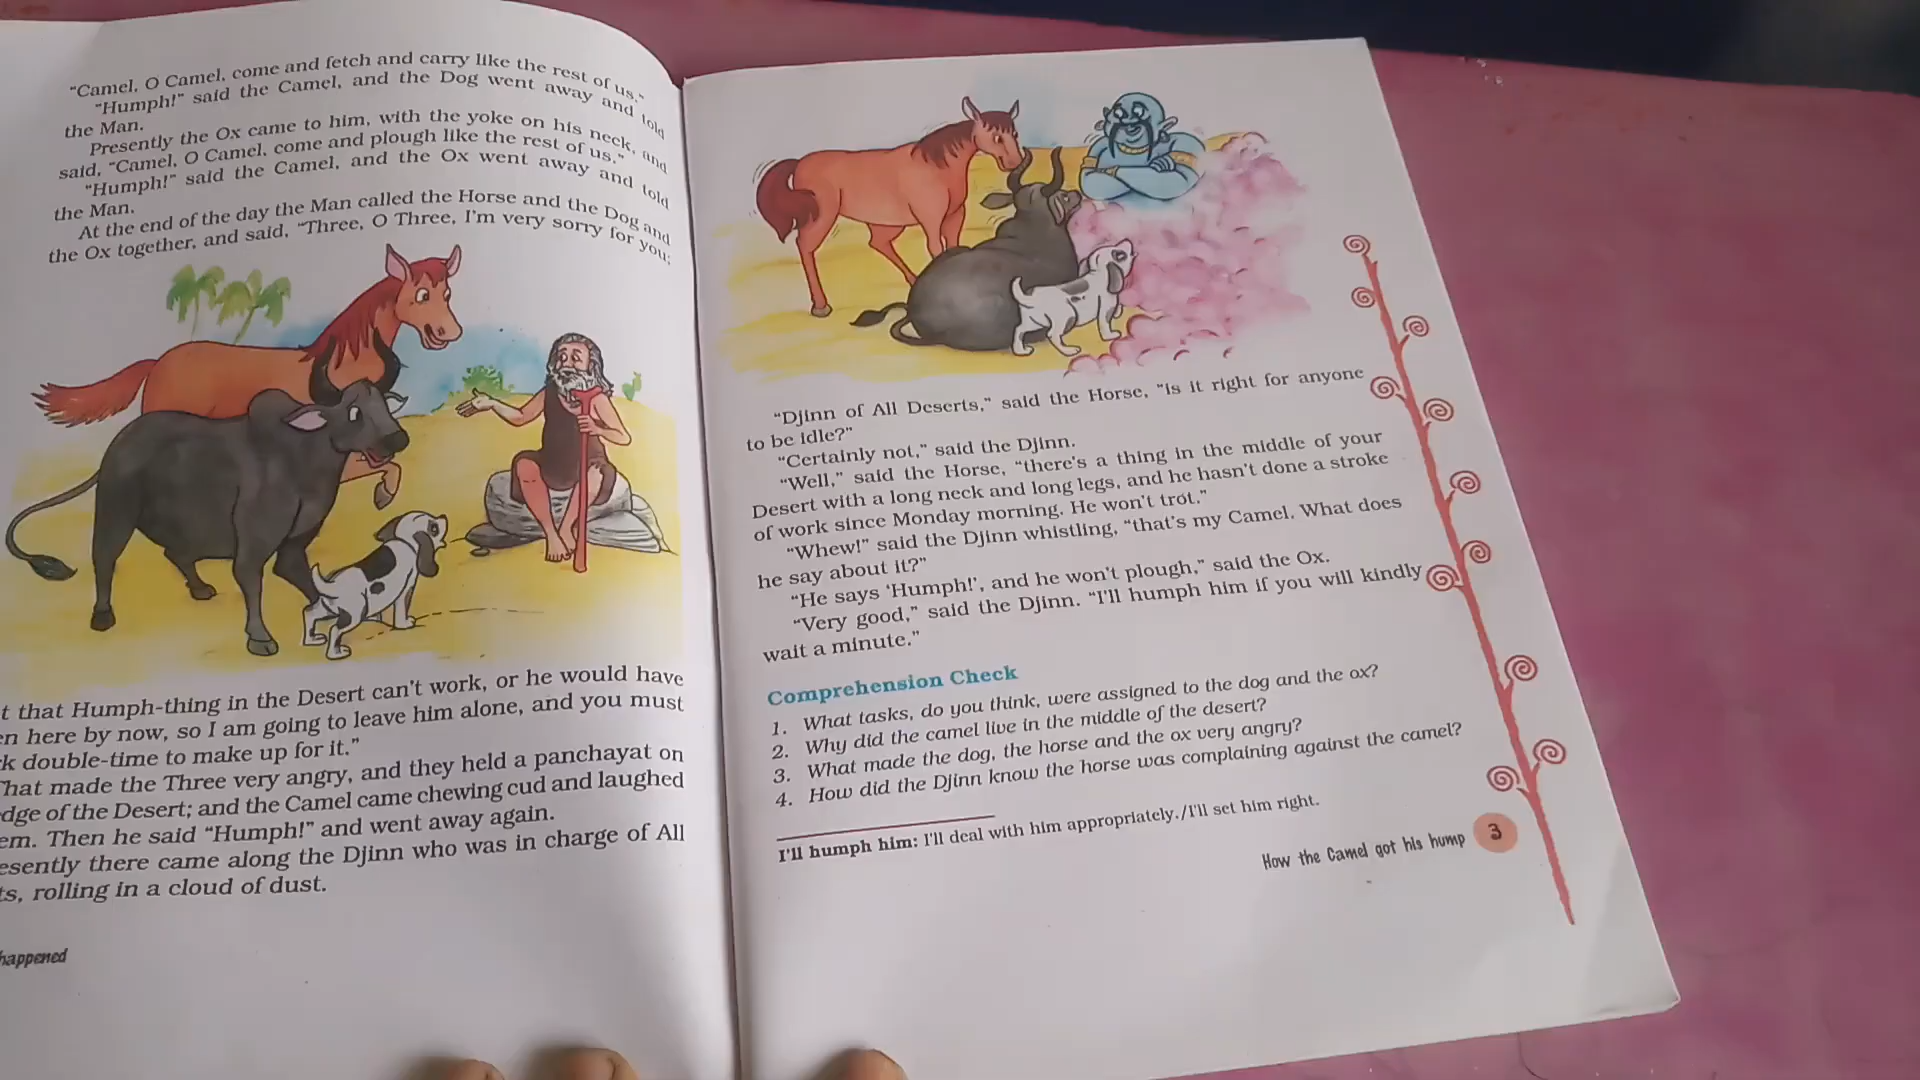 "Camel, O Camel, come and fetch and carry like the rest of us."
"Humph!" said the Camel, and the Dog went away and told
the Man.
Presently the Ox came to him, with the yoke on his neck, and
said, "Camel, O Camel, come and plough like the rest of us."
"Humph!" said the Camel, and the Ox went away and told
the Man.
At the end of the day the Man called the Horse and the Dog and
the Ox together, and said, "Three, O Three, I'm very sorry for you;
that Humph-thing in the Desert can't work, or he would have
here by now, so I am going to leave him alone, and you must
double-time to make up for it."
That made the Three very angry, and they held a panchayat on
of the Desert; and the Camel came chewing cud and laughed
Then he said "Humph!" and went away again.
there came along the Djinn who was in charge of All
rolling in a cloud of dust.
happened
"Djinn of All Deserts," said the Horse, "is it right for anyone
to be idle?"
"Certainly not," said the Djinn.
"Well," said the Horse, "there's a thing in the middle of your
Desert with a long neck and long legs, and he hasn't done a stroke
of work since Monday morning. He won't trot."
"Whew!" said the Djinn whistling, "that's my Camel. What does
he say about it?"
"He says 'Humph!', and he won't plough," said the Ox.
"Very good," said the Djinn. "I'll humph him if you will kindly
wait a minute."
Comprehension Check
1. What tasks, do you think, were assigned to the dog and the ox?
2. Why did the camel live in the middle of the desert?
3. What made the dog, the horse and the ox very angry?
4. How did the Djinn know the horse was complaining against the camel?
I'll humph him: I'll deal with him appropriately./I'll set him right.
How the Camel got his hump 3